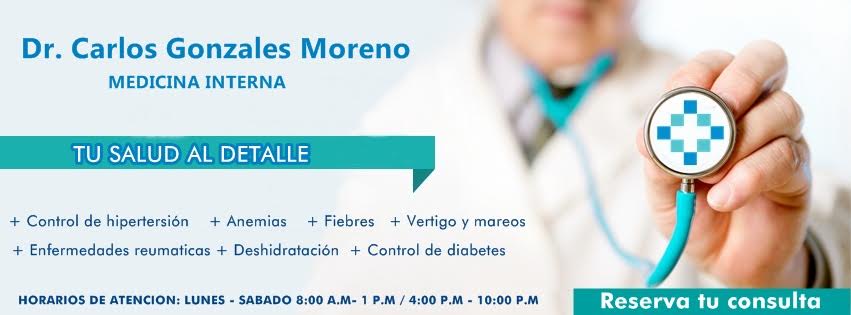 Dr. Carlos Gonzales Moreno
MEDICINA INTERNA
TU SALUD AL DETALLE
+ Control de hipertersión + Anemias + Fiebres + Vertigo y mareos
+ Enfermedades reumaticas + Deshidratación + Control de diabetes
HORARIOS DE ATENCION: LUNES - SABADO 8:00 A.M- 1 P.M / 4:00 P.M - 10:00 P.M
Reserva tu consulta